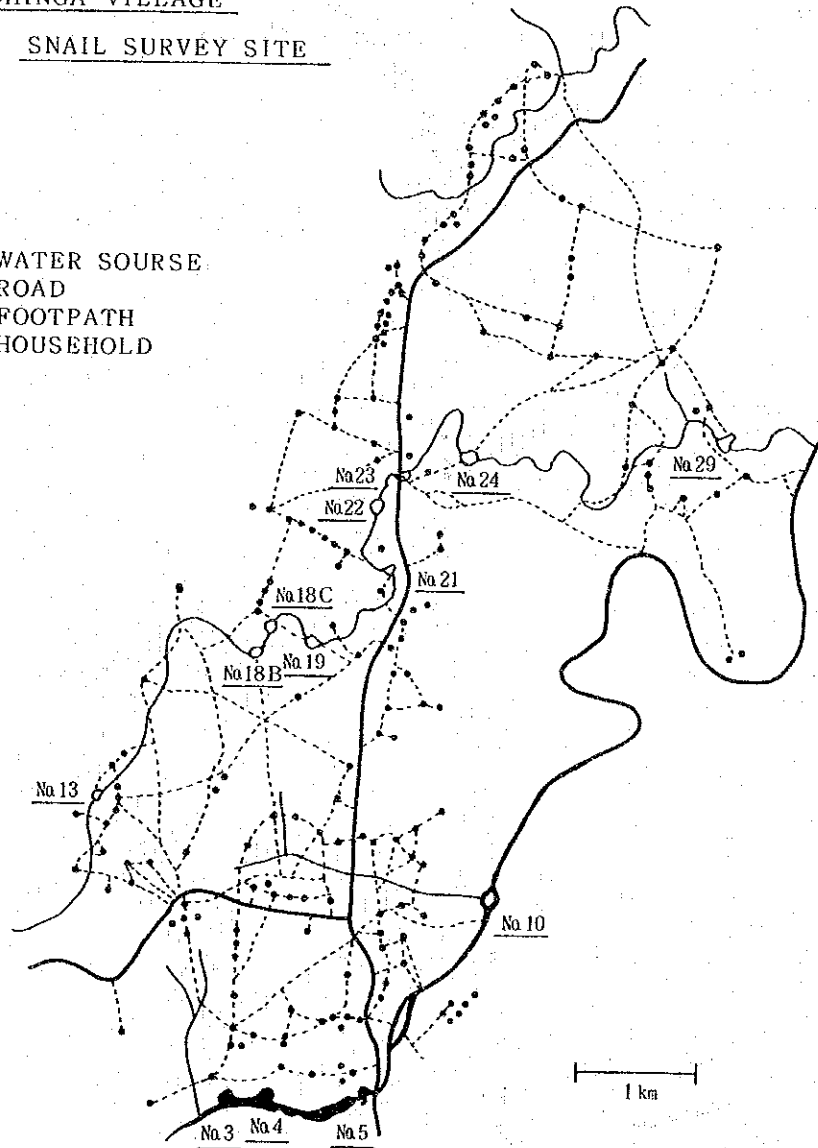 VILLAGE
SNAIL SURVEY SITE
WATER SOURSE
ROAD
FOOTPATH
HOUSEHOLD
No.23
No.22
No.24
No.29
No.21
No.18C
No.18B
No.19
No.13
No.10
1 km
No.3
No.4
No.5